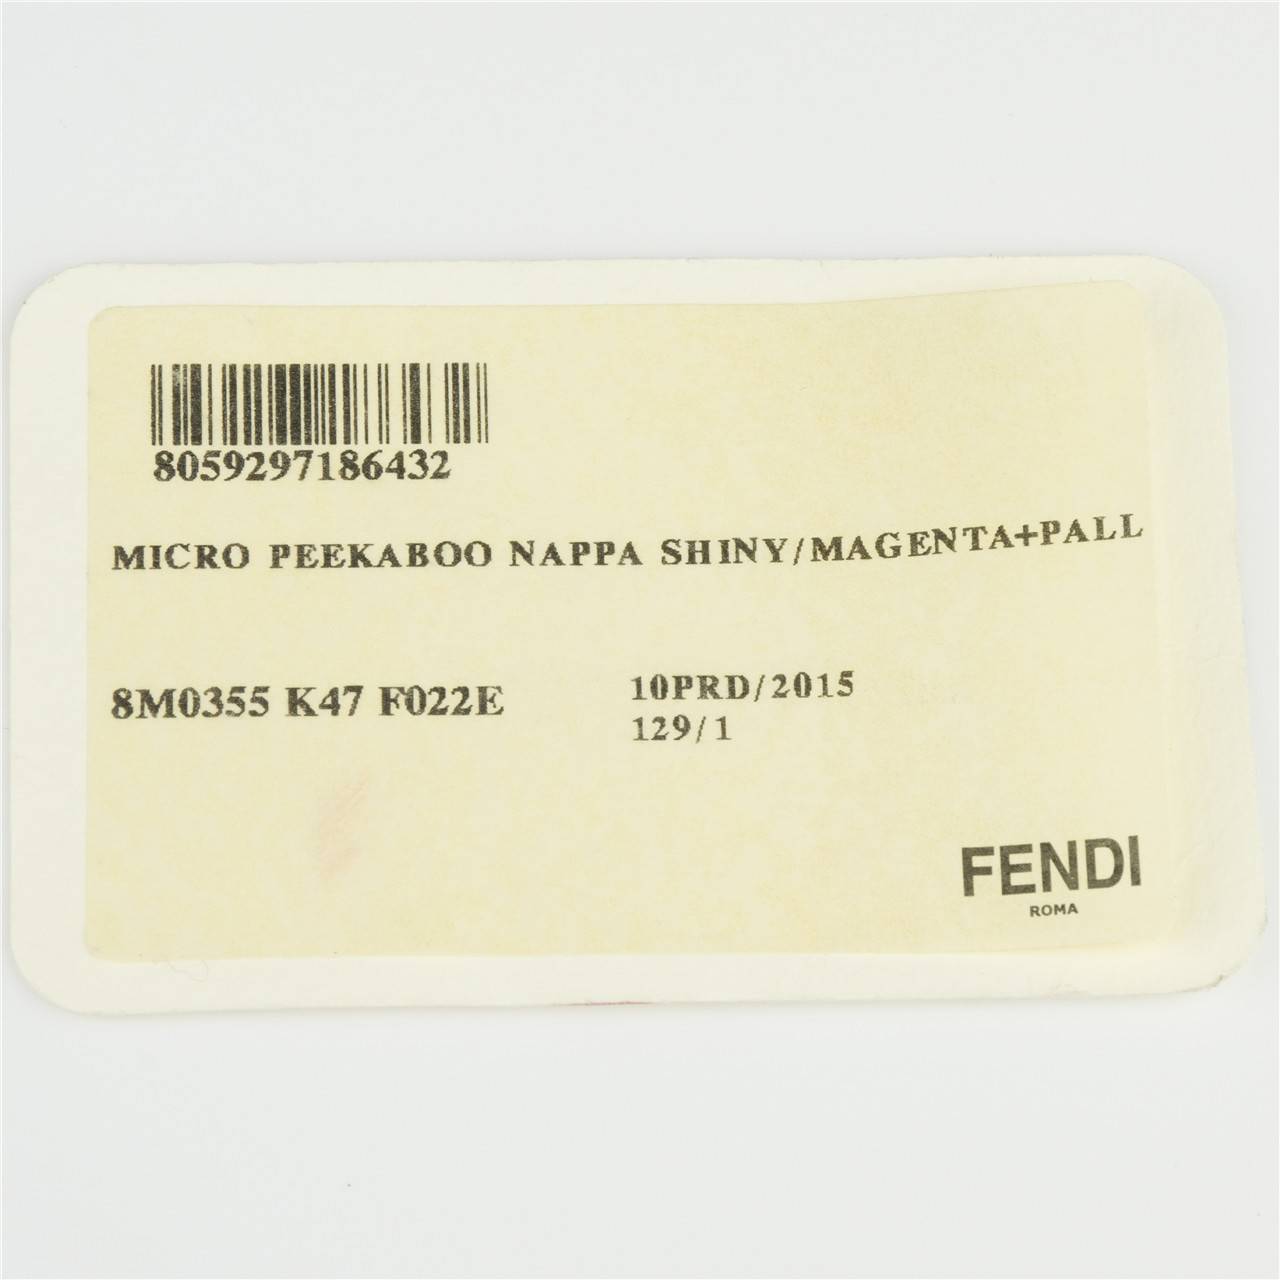 8059297186432
MICRO PEEKABOO NAPPA SHINY/MAGENTA+PALL
8M0355 K47 F022E
10PRD/2015
129/1
FENDI
ROMA